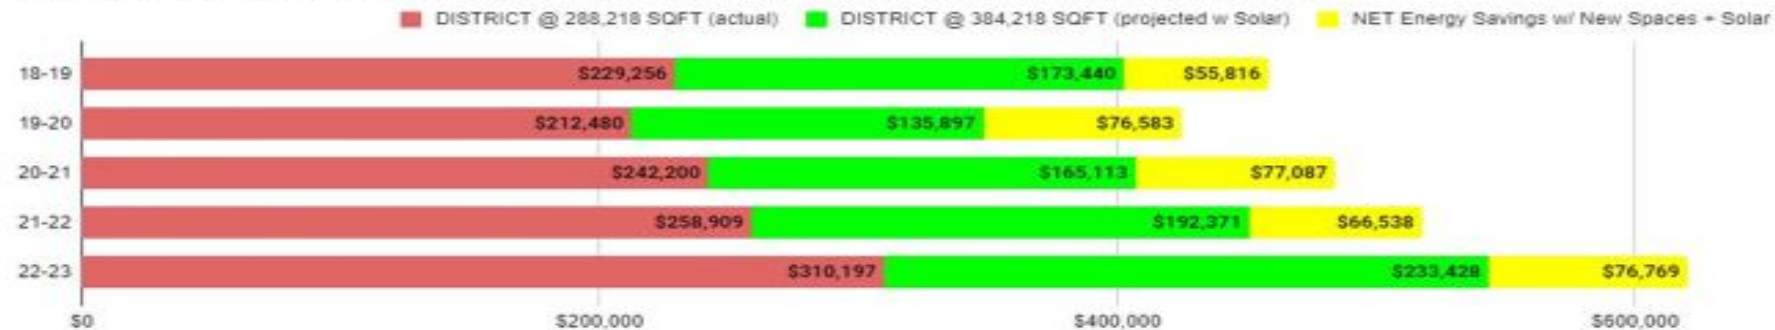 DISTRICT @ 288,218 SQFT (actual) DISTRICT @ 384,218 SQFT (projected w Solar) NET Energy Savings w/ New Spaces + Solar
18-19 $229,256 $173,440 $55,816
19-20 $212,480 $135,897 $76,583
20-21 $242,200 $165,113 $77,087
21-22 $258,909 $192,371 $66,538
22-23 $310,197 $233,428 $76,769
$0 $200,000 $400,000 $600,000